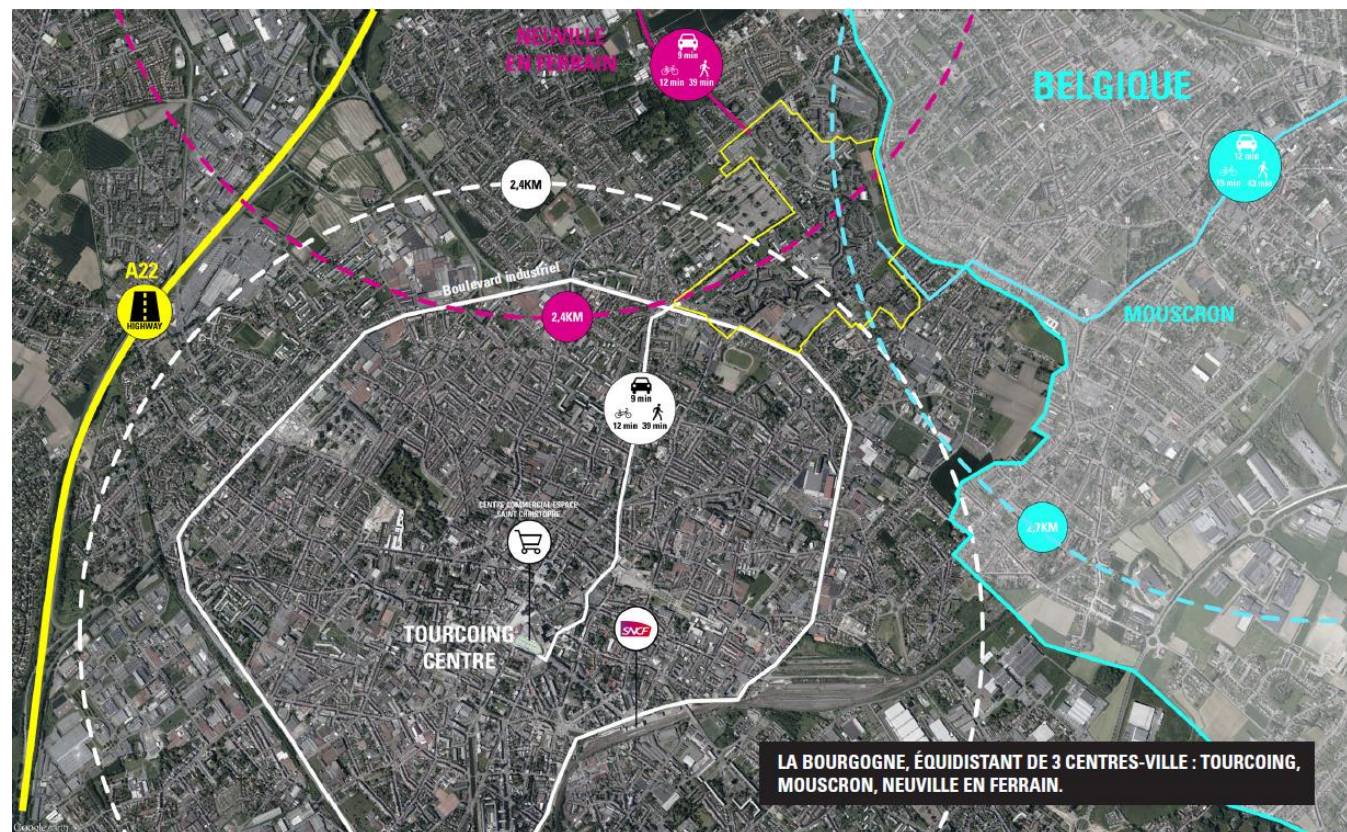 NEUVILLE
EN FERRAIN
9 min
12 min 39 min
BELGIQUE
12 min
15 min 43 min
2,4KM
A22
HIGHWAY
Boulevard industriel
2,4KM
MOUSCRON
9 min
12 min 39 min
CENTRE COMMERCIAL ESPACE
SAINT CHRISTOPHE
2,7KM
TOURCOING
CENTRE
SNCF
LA BOURGOGNE, ÉQUIDISTANT DE 3 CENTRES-VILLE : TOURCOING,
MOUSCRON, NEUVILLE EN FERRAIN.
Google earth